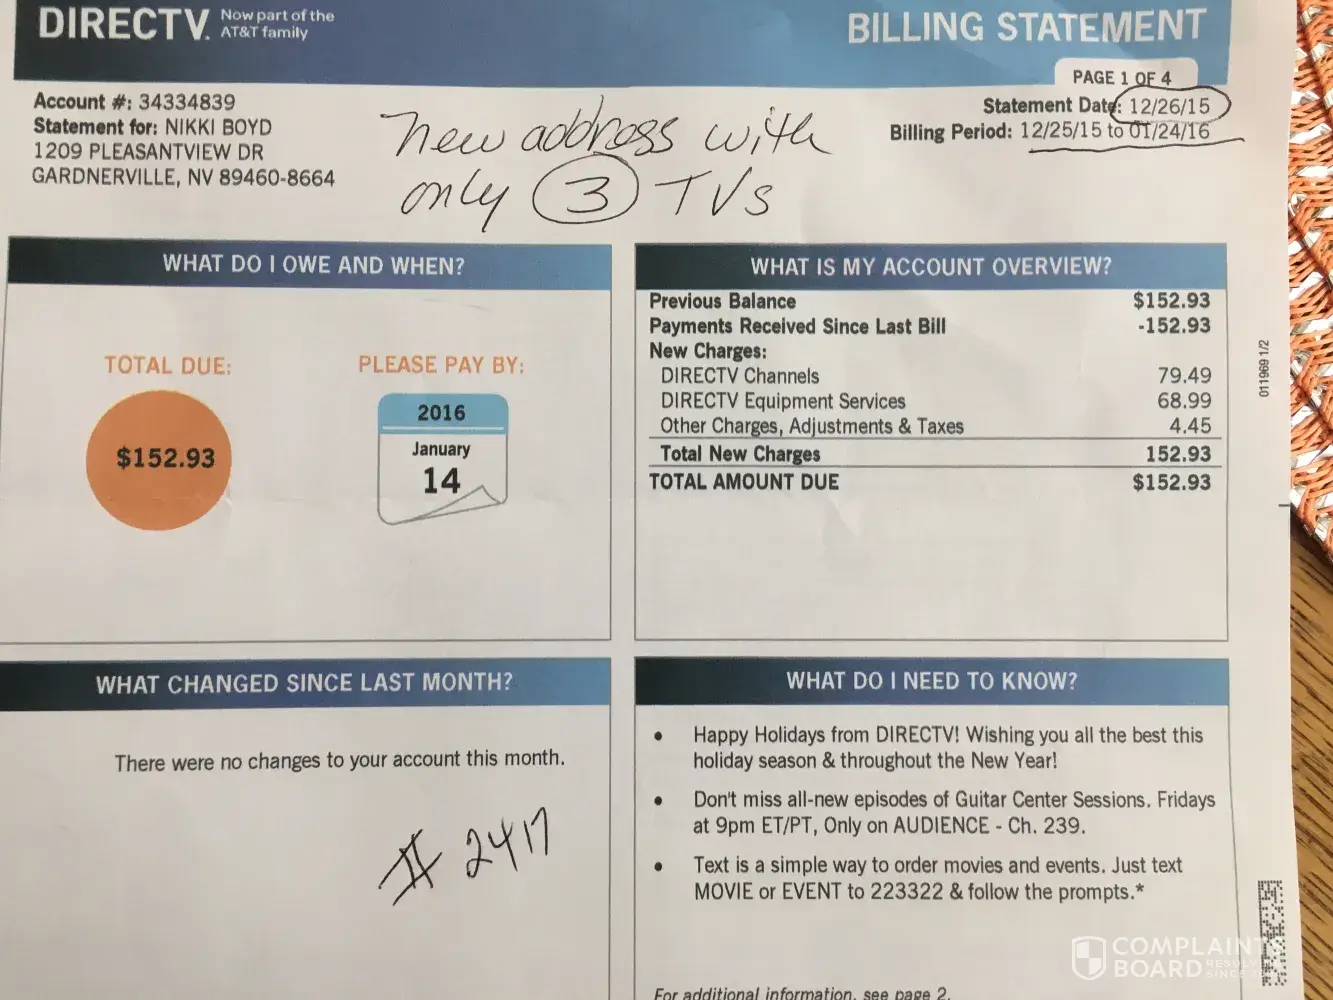 DIRECTV. Now part of the
AT&T family
BILLING STATEMENT
PAGE 1 OF 4
Account #: 34334839
Statement for: NIKKI BOYD
1209 PLEASANTVIEW DR
GARDNERVILLE, NV 89460-8664
Statement Date: 12/26/15
Billing Period: 12/25/15 to 01/24/16
New address with
only 3 TVs
WHAT DO I OWE AND WHEN?
TOTAL DUE:
$152.93
PLEASE PAY BY:
2016
January
14
WHAT IS MY ACCOUNT OVERVIEW?
Previous Balance $152.93
Payments Received Since Last Bill -152.93
New Charges:
DIRECTV Channels 79.49
DIRECTV Equipment Services 68.99
Other Charges, Adjustments & Taxes 4.45
Total New Charges 152.93
TOTAL AMOUNT DUE $152.93
011969 1/2
WHAT CHANGED SINCE LAST MONTH?
There were no changes to your account this month.
# 2417
WHAT DO I NEED TO KNOW?
• Happy Holidays from DIRECTV! Wishing you all the best this
holiday season & throughout the New Year!
• Don't miss all-new episodes of Guitar Center Sessions. Fridays
at 9pm ET/PT, Only on AUDIENCE - Ch. 239.
• Text is a simple way to order movies and events. Just text
MOVIE or EVENT to 223322 & follow the prompts.*
For additional information, see page 2.
COMPLAINTS
BOARD